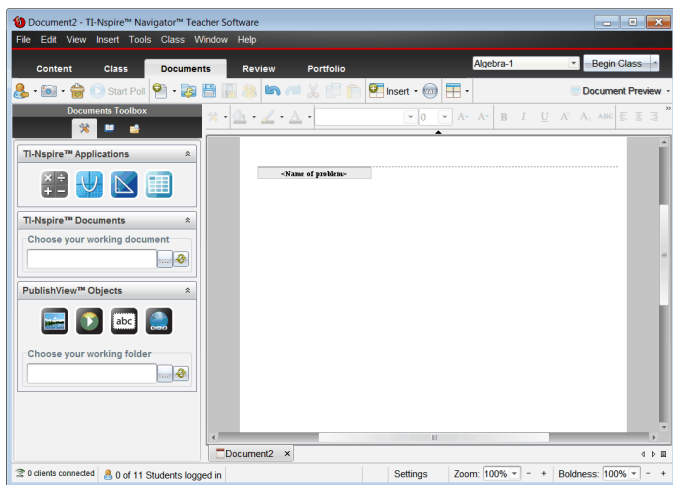 Document2 - TI-Nspire™ Navigator™ Teacher Software
File Edit View Insert Tools Class Window Help
Content Class Documents Review Portfolio Algebra-1 Begin Class
Start Poll Insert Document Preview
Documents Toolbox
0 A- A+ B I U A ABC
TI-Nspire™ Applications
<Name of problem>
TI-Nspire™ Documents
Choose your working document
...
PublishView™ Objects
abc
Choose your working folder
...
Document2 ×
0 clients connected 0 of 11 Students logged in Settings Zoom: 100% - + Boldness: 100% - +